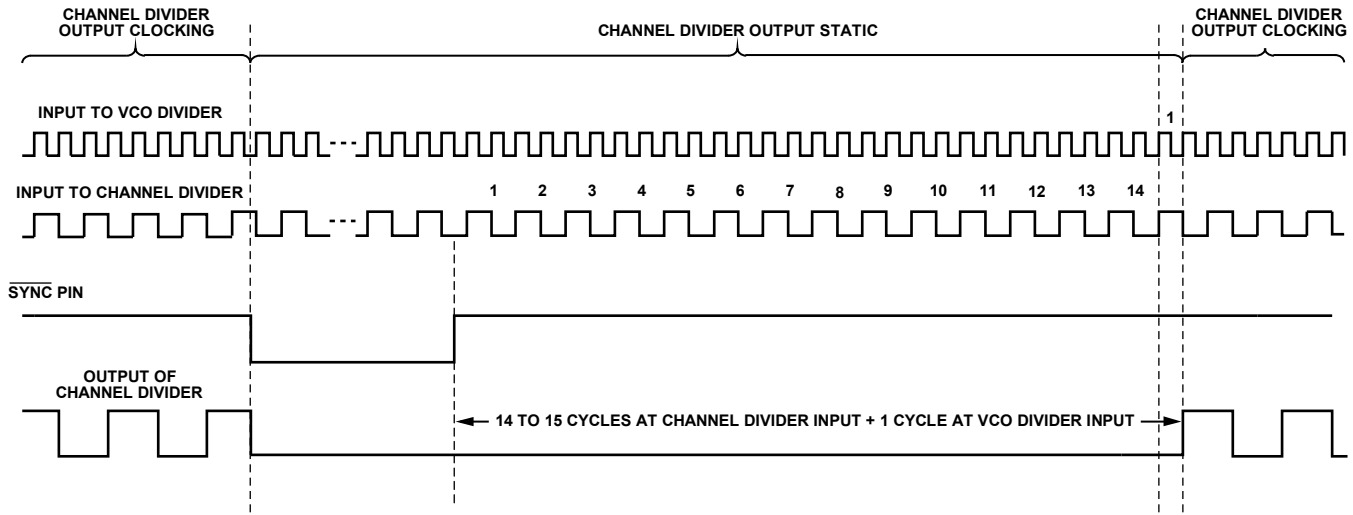 CHANNEL DIVIDER
OUTPUT CLOCKING
CHANNEL DIVIDER OUTPUT STATIC
CHANNEL DIVIDER
OUTPUT CLOCKING
INPUT TO VCO DIVIDER
1
INPUT TO CHANNEL DIVIDER
1 2 3 4 5 6 7 8 9 10 11 12 13 14
SYNC PIN
OUTPUT OF
CHANNEL DIVIDER
14 TO 15 CYCLES AT CHANNEL DIVIDER INPUT + 1 CYCLE AT VCO DIVIDER INPUT